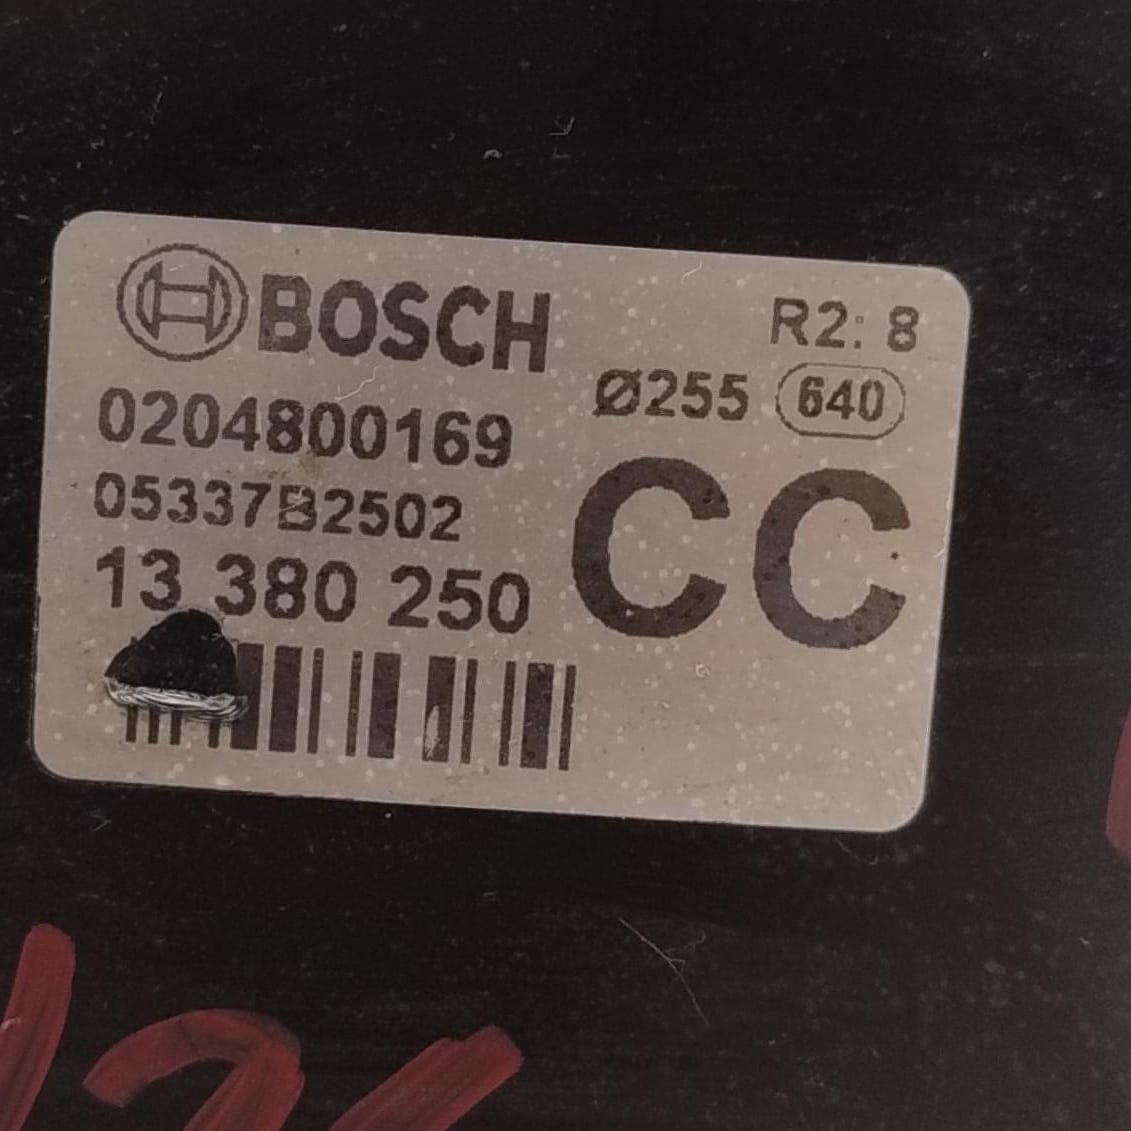 BOSCH
R2: 8
Ø255 640
0204800169
05337B2502
CC
13 380 250